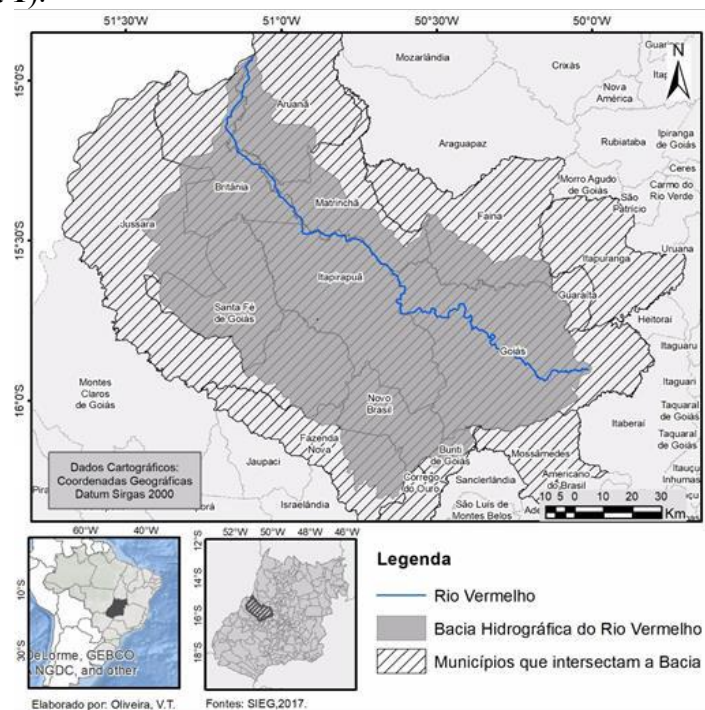 51°30'W 51°0'W 50°30'W 50°0'W
15°0'S
15°30'S
16°0'S
N
Mozarlândia
Crixás
Nova
América
Aruanã
Araguapaz
Rubiataba
Ipiranga
de Goiás
Ceres
Morro Agudo
de Goiás
São
Patrício
Carmo do
Rio Verde
Britânia
Matrinchã
Faina
Jussara
Itapuranga
Uruana
Itapirapuã
Guaraíta
Santa Fé
de Goiás
Heitoraí
Goiás
Itaguaru
Montes
Claros
de Goiás
Novo
Brasil
Itaguari
Taquaral
de Goiás
Itaberaí
Taquaral
de Goiás
Fazenda
Nova
Buriti
de Goiás
Mossâmedes
Jaupaci
Córrego
do Ouro
Sanclerlândia
Americano
do Brasil
Itauçu
Inhumas
Israelândia
São Luís de
Montes Belos
Dados Cartográficos:
Coordenadas Geográficas
Datum Sirgas 2000
10 5 0 10 20 30
Km
60°W 40°W
10°S
30°S
DeLorme, GEBCO
NGDC, and other
52°W 50°W 48°W 46°W
12°S
14°S
16°S
18°S
Legenda
Rio Vermelho
Bacia Hidrográfica do Rio Vermelho
Municípios que intersectam a Bacia
Elaborado por: Oliveira, V.T.
Fontes: SIEG,2017.